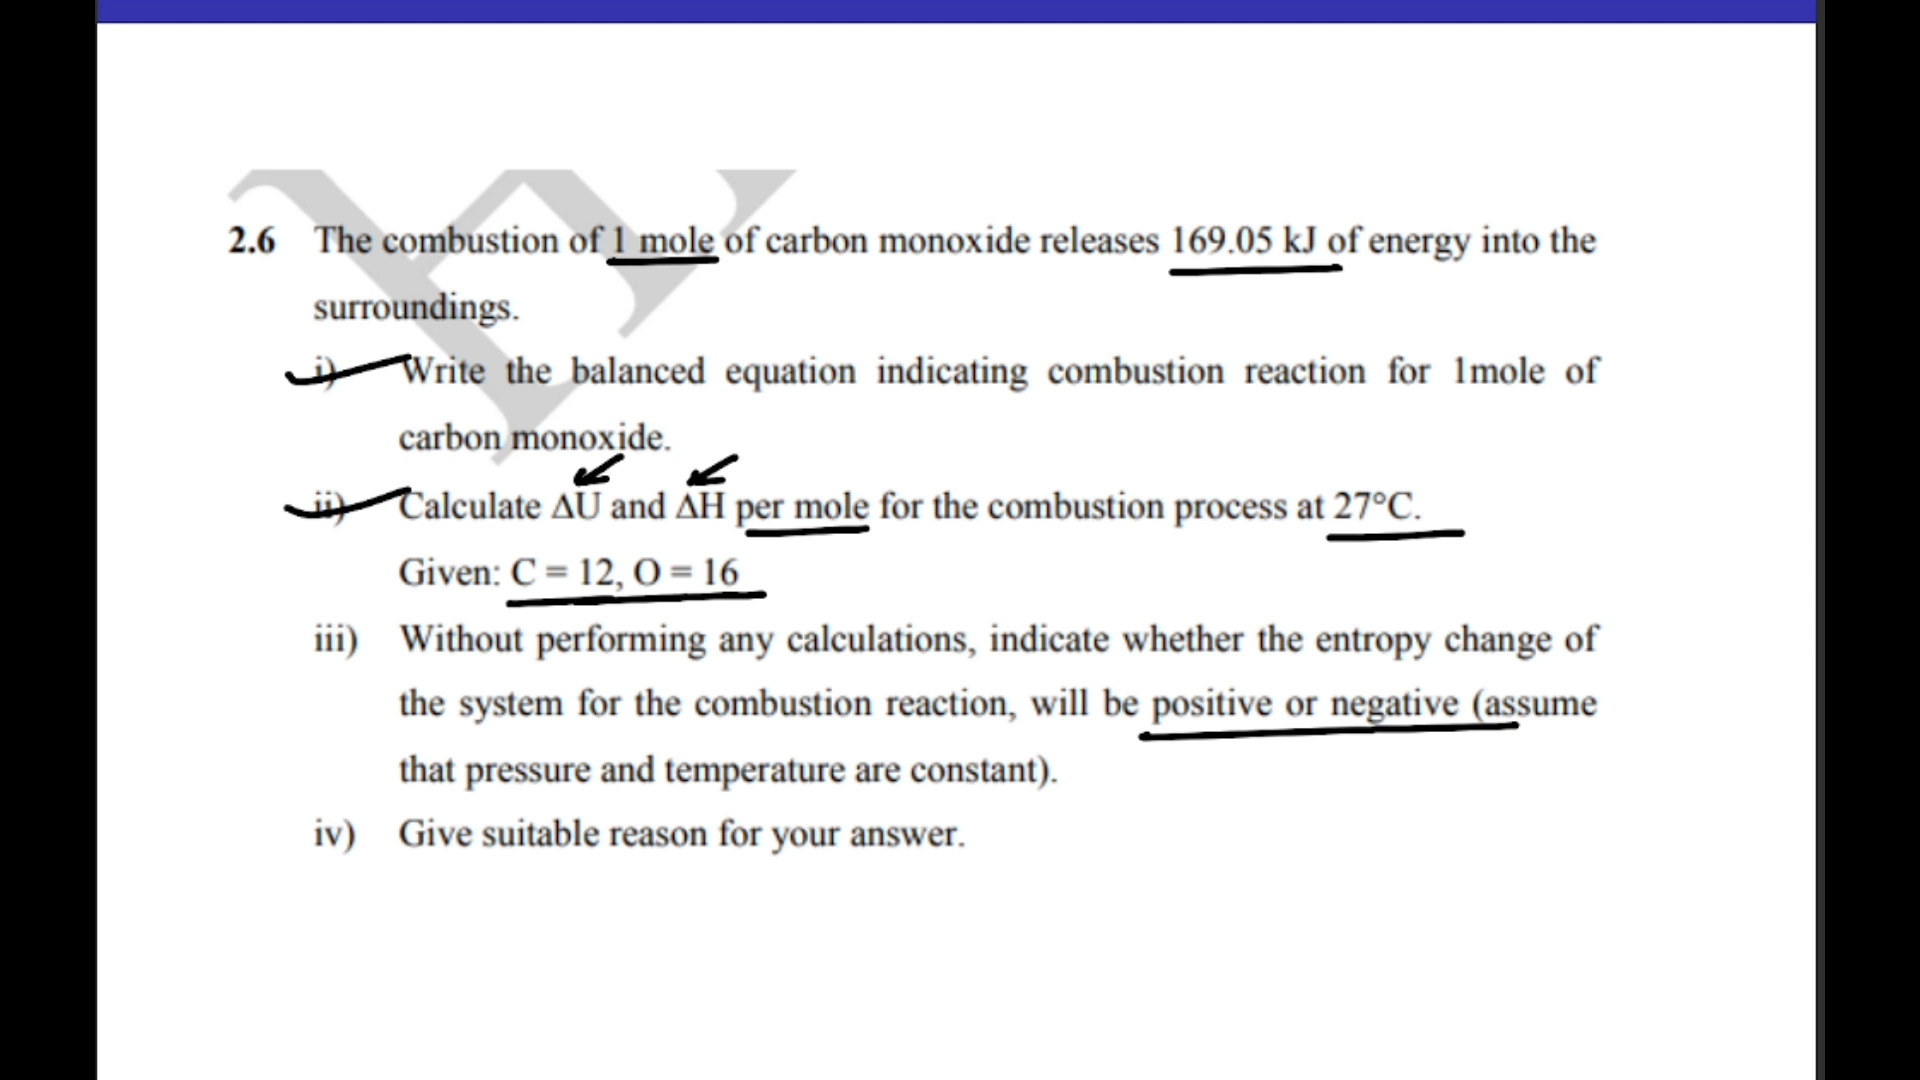 2.6 The combustion of 1 mole of carbon monoxide releases 169.05 kJ of energy into the
surroundings.
i) Write the balanced equation indicating combustion reaction for 1mole of
carbon monoxide.
ii) Calculate ΔU and ΔH per mole for the combustion process at 27°C.
Given: C = 12, O = 16
iii) Without performing any calculations, indicate whether the entropy change of
the system for the combustion reaction, will be positive or negative (assume
that pressure and temperature are constant).
iv) Give suitable reason for your answer.